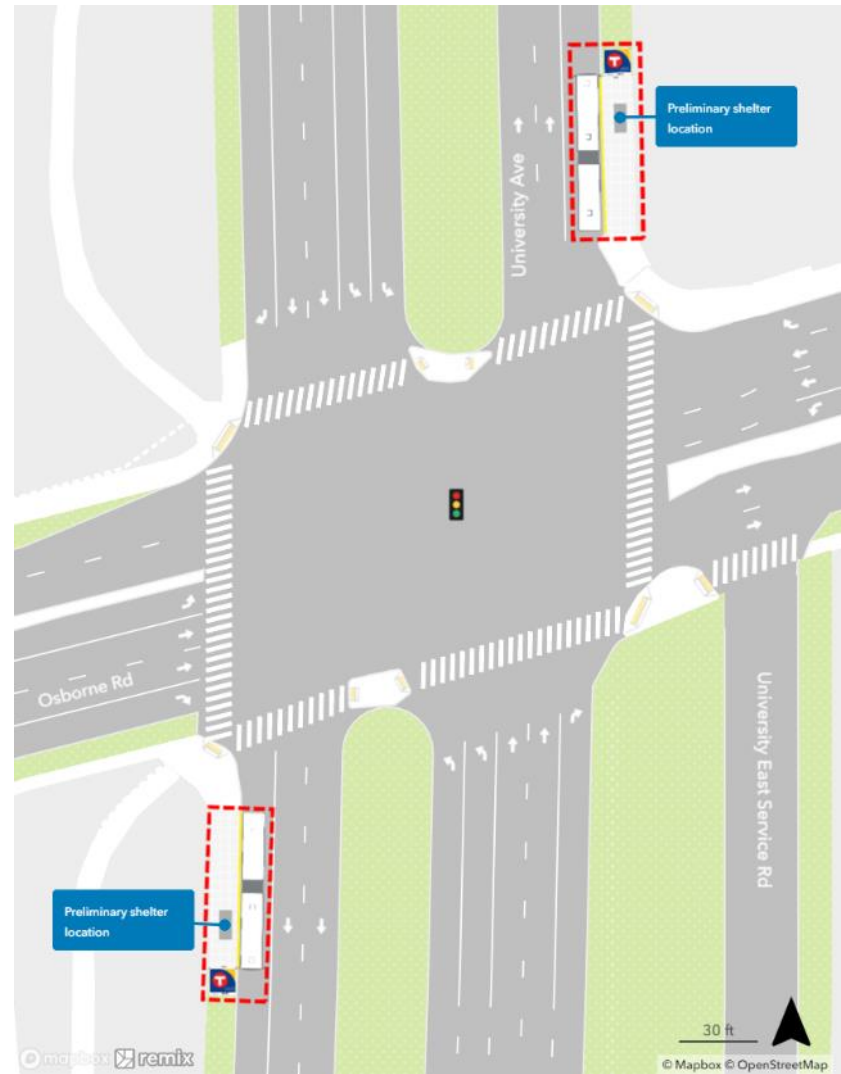 Preliminary shelter
location
University Ave
Osborne Rd
University East Service Rd
Preliminary shelter
location
30 ft
mapbox remix
© Mapbox © OpenStreetMap